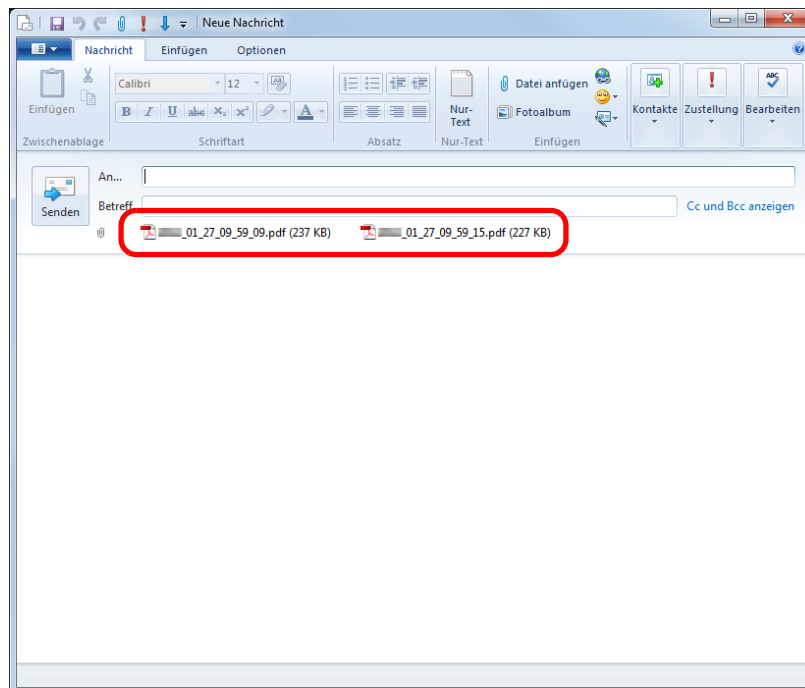 Neue Nachricht
Nachricht Einfügen Optionen
Calibri 12
Einfügen
B I U abc X₂ X² A
Nur-Text
Datei anfügen
Fotoalbum
Kontakte Zustellung Bearbeiten
Zwischenablage Schriftart Absatz Nur-Text Einfügen
An...
Senden
Betreff
Cc und Bcc anzeigen
_01_27_09_59_09.pdf (237 KB) _01_27_09_59_15.pdf (227 KB)